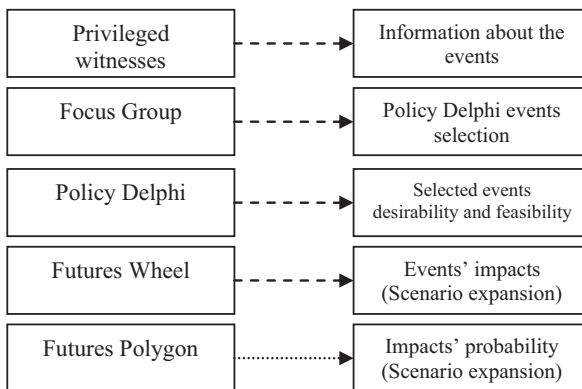 Privileged
witnesses
Information about the
events
Focus Group
Policy Delphi events
selection
Policy Delphi
Selected events
desirability and feasibility
Futures Wheel
Events’ impacts
(Scenario expansion)
Futures Polygon
Impacts’ probability
(Scenario expansion)